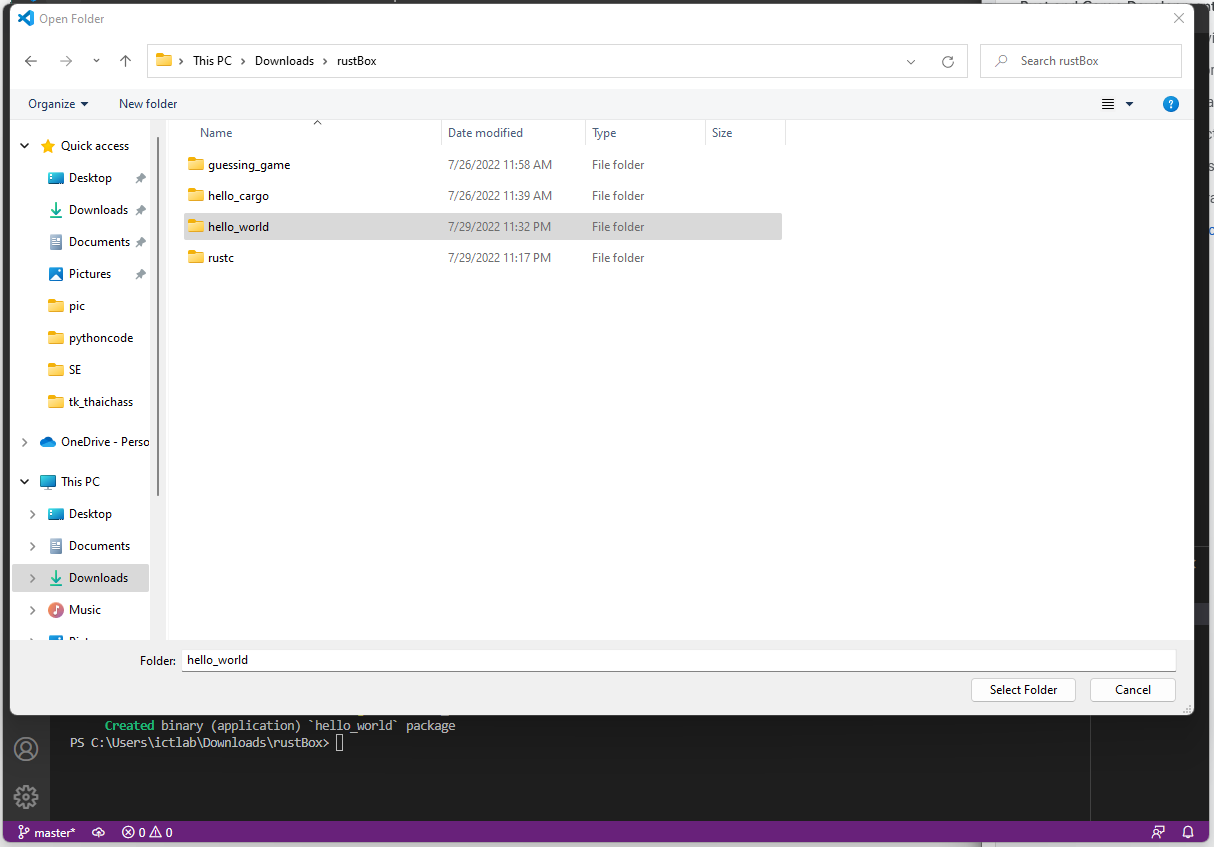 Open Folder
This PC > Downloads > rustBox
Search rustBox
Organize
New folder
Name
Date modified
Type
Size
Quick access
Desktop
Downloads
Documents
Pictures
pic
pythoncode
SE
tk_thaichass
OneDrive - Perso
This PC
Desktop
Documents
Downloads
Music
guessing_game 7/26/2022 11:58 AM File folder
hello_cargo 7/26/2022 11:39 AM File folder
hello_world 7/29/2022 11:32 PM File folder
rustc 7/29/2022 11:17 PM File folder
Folder: hello_world
Select Folder
Cancel
Created binary (application) `hello_world` package
PS C:\Users\ictlab\Downloads\rustBox>
master*
0
0